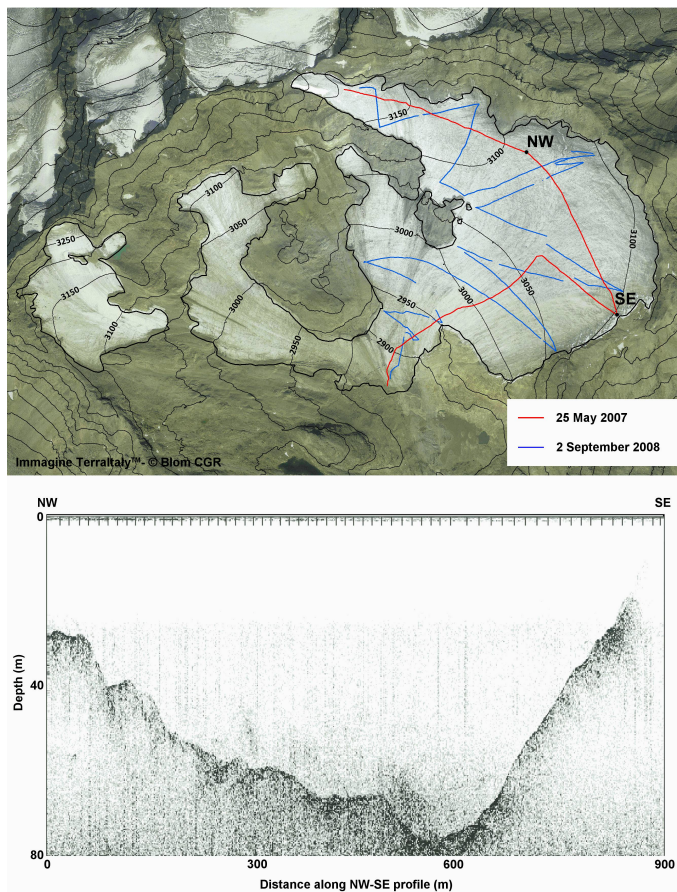 3150
NW
3100
3100
3050
3000
3100
3250
3150
3000
3100
2950
2950
2900
3000
3050
SE
25 May 2007
2 September 2008
Immagine TerraItaly™- © Blom CGR
NW
SE
0
40
80
Depth (m)
0
300
600
900
Distance along NW-SE profile (m)